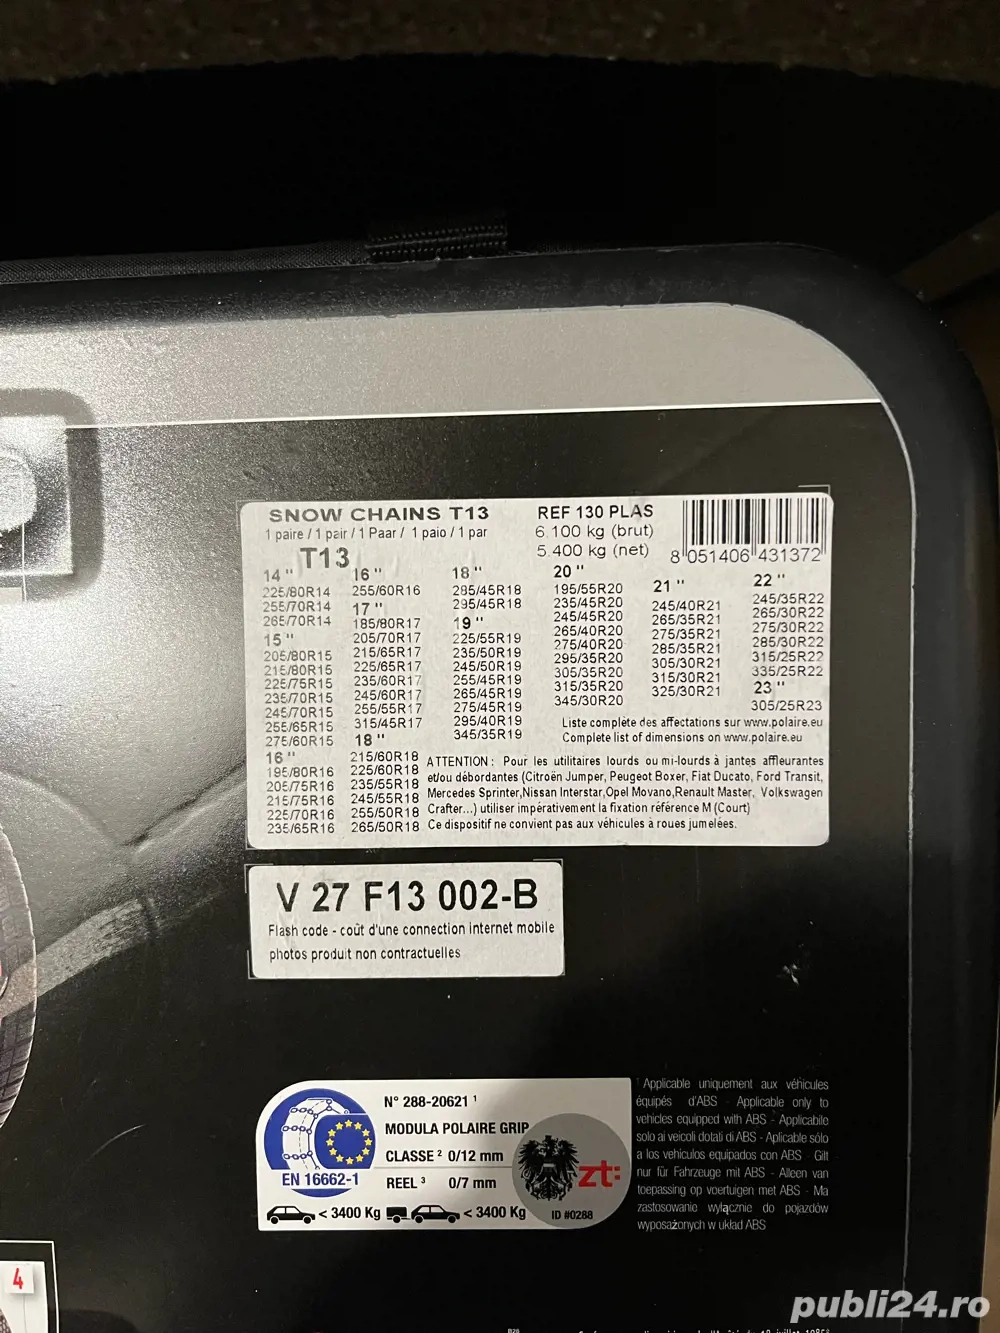 SNOW CHAINS T13
1 paire / 1 pair / 1 Paar / 1 paio / 1 par
REF 130 PLAS
6.100 kg (brut)
5.400 kg (net)
8 051406 431372
T13
14 "
225/80R14
255/70R14
265/70R14
15 "
205/80R15
215/80R15
225/75R15
235/70R15
245/70R15
255/65R15
275/60R15
16 "
195/80R16
205/75R16
215/75R16
225/70R16
235/65R16
16 "
255/60R16
17 "
185/80R17
205/70R17
215/65R17
225/65R17
235/60R17
245/60R17
255/55R17
315/45R17
18 "
215/60R18
225/60R18
235/55R18
245/55R18
255/50R18
265/50R18
18 "
285/45R18
295/45R18
19 "
225/55R19
235/50R19
245/50R19
255/45R19
265/45R19
275/45R19
295/40R19
345/35R19
20 "
195/55R20
235/45R20
245/45R20
265/40R20
275/40R20
295/35R20
305/35R20
315/35R20
345/30R20
21 "
245/40R21
265/35R21
275/35R21
285/35R21
305/30R21
315/30R21
325/30R21
22 "
245/35R22
265/30R22
275/30R22
285/30R22
315/25R22
335/25R22
23 "
305/25R23
Liste complète des affectations sur www.polaire.eu
Complete list of dimensions on www.polaire.eu
ATTENTION : Pour les utilitaires lourds ou mi-lourds à jantes affleurantes
et/ou débordantes (Citroën Jumper, Peugeot Boxer, Fiat Ducato, Ford Transit,
Mercedes Sprinter,Nissan Interstar,Opel Movano,Renault Master, Volkswagen
Crafter...) utiliser impérativement la fixation référence M (Court)
Ce dispositif ne convient pas aux véhicules à roues jumelées.
V 27 F13 002-B
Flash code - coût d'une connection internet mobile
photos produit non contractuelles
N° 288-20621 ¹
MODULA POLAIRE GRIP
CLASSE ² 0/12 mm
REEL ³ 0/7 mm
EN 16662-1
< 3400 Kg
< 3400 Kg
zt:
ID #0288
Applicable uniquement aux véhicules
équipés d'ABS - Applicable only to
vehicles equipped with ABS - Applicabile
solo ai veicoli dotati di ABS - Aplicable sólo
a los vehículos equipados con ABS - Gilt
nur für Fahrzeuge mit ABS - Alleen van
toepassing op voertuigen met ABS - Ma
zastosowanie wyłącznie do pojazdów
wyposażonych w układ ABS
4
publi24.ro